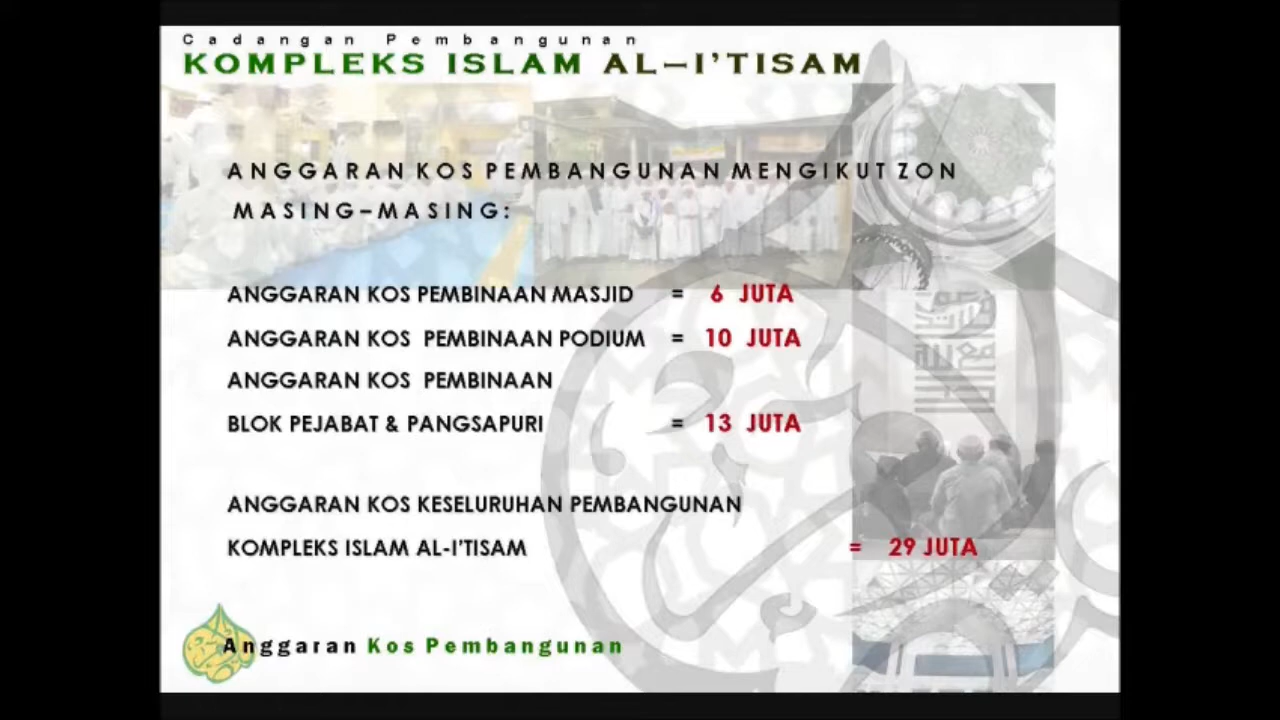 Cadangan Pembangunan
KOMPLEKS ISLAM AL–I’TISAM
ANGGARAN KOS PEMBANGUNAN MENGIKUT ZON
MASING–MASING:
ANGGARAN KOS PEMBINAAN MASJID = 6 JUTA
ANGGARAN KOS PEMBINAAN PODIUM = 10 JUTA
ANGGARAN KOS PEMBINAAN
BLOK PEJABAT & PANGSAPURI = 13 JUTA
ANGGARAN KOS KESELURUHAN PEMBANGUNAN
KOMPLEKS ISLAM AL-I’TISAM = 29 JUTA
Anggaran Kos Pembangunan